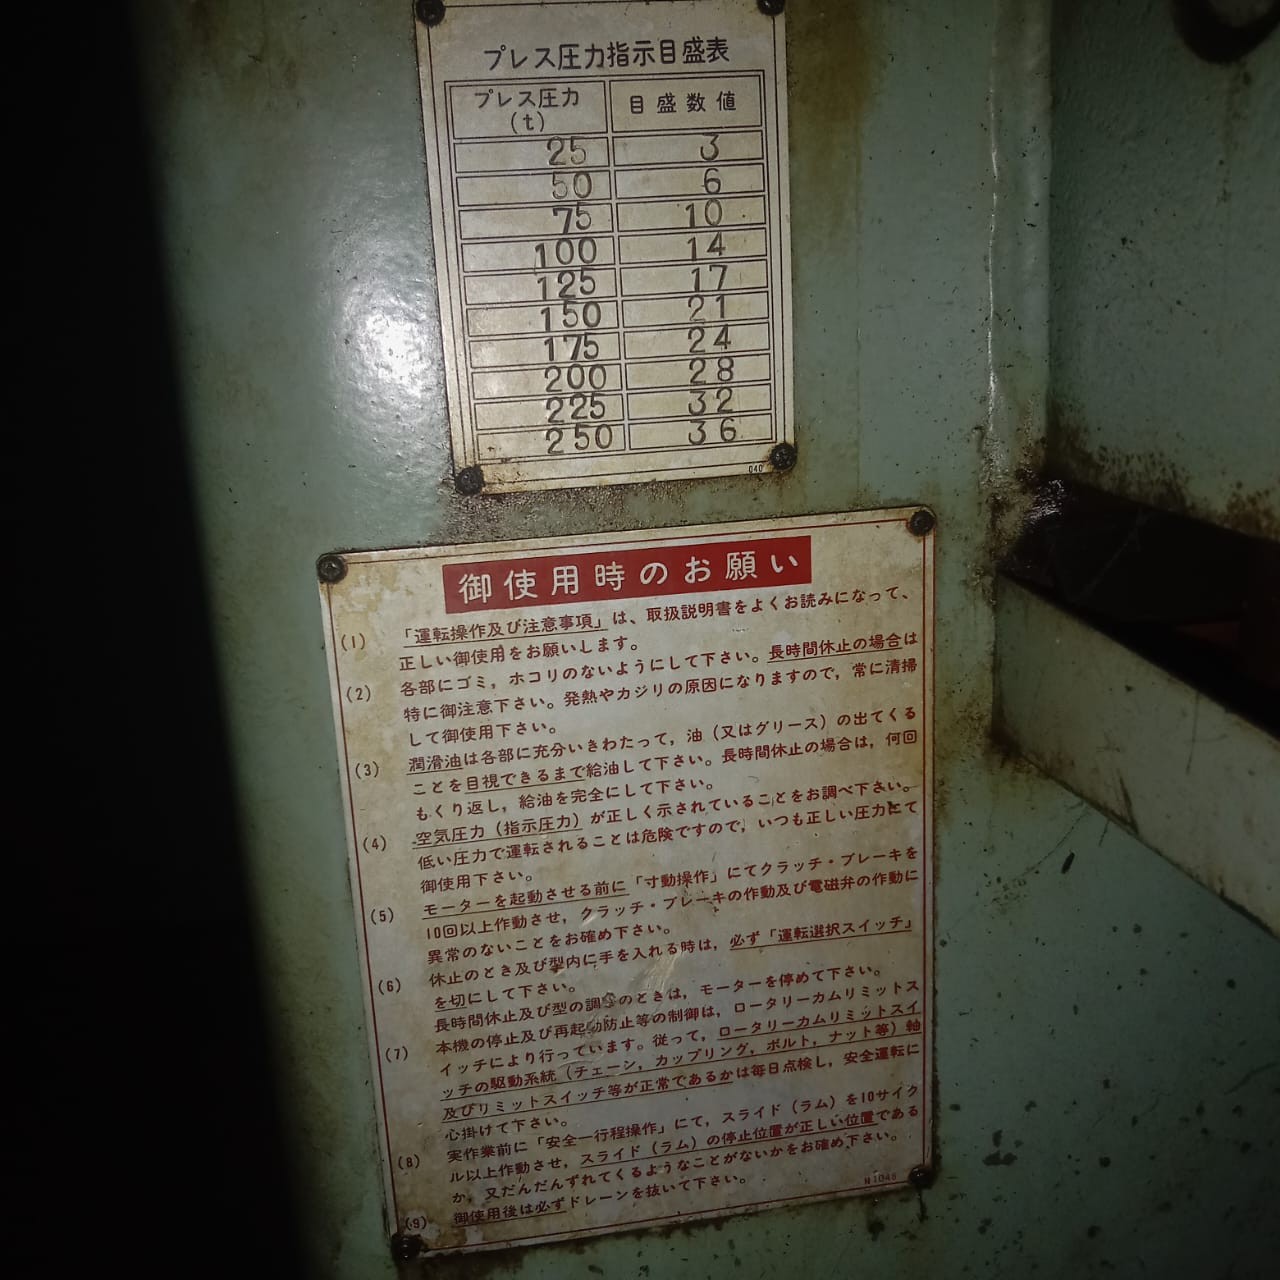 プレス圧力指示目盛表
プレス圧力(t) 目盛数値
25 3
50 6
75 10
100 14
125 17
150 21
175 24
200 28
225 32
250 36
040
御使用時のお願い
(1) 「運転操作及び注意事項」は、取扱説明書をよくお読みになって、
正しい御使用をお願いします。
(2) 各部にゴミ，ホコリのないようにして下さい。長時間休止の場合は
特に御注意下さい。発熱やカジリの原因になりますので，常に清掃
して御使用下さい。
(3) 潤滑油は各部に充分いきわたって，油（又はグリース）の出てくる
ことを目視できるまで給油して下さい。長時間休止の場合は，何回
もくり返し，給油を完全にして下さい。
(4) 空気圧力（指示圧力）が正しく示されていることをお調べ下さい。
低い圧力で運転されることは危険ですので，いつも正しい圧力にて
御使用下さい。
(5) モーターを起動させる前に「寸動操作」にてクラッチ・ブレーキを
10回以上作動させ，クラッチ・ブレーキの作動及び電磁弁の作動に
異常のないことをお確め下さい。
(6) 休止のとき及び型内に手を入れる時は，必ず「運転選択スイッチ」
を切にして下さい。
長時間休止及び型の調整のときは，モーターを停めて下さい。
(7) 本機の停止及び再起動防止等の制御は，ロータリーカムリミットス
イッチにより行っています。従って，ロータリーカムリミットスイ
ッチの駆動系統（チェーン，カップリング，ボルト，ナット等）軸
及びリミットスイッチ等が正常であるかは毎日点検し，安全運転に
心掛けて下さい。
(8) 実作業前に「安全一行程操作」にて，スライド（ラム）を10サイク
ル以上作動させ，スライド（ラム）の停止位置が正しい位置である
か，又だんだんずれてくるようなことがないかをお確め下さい。
(9) 御使用後は必ずドレーンを抜いて下さい。
N1048